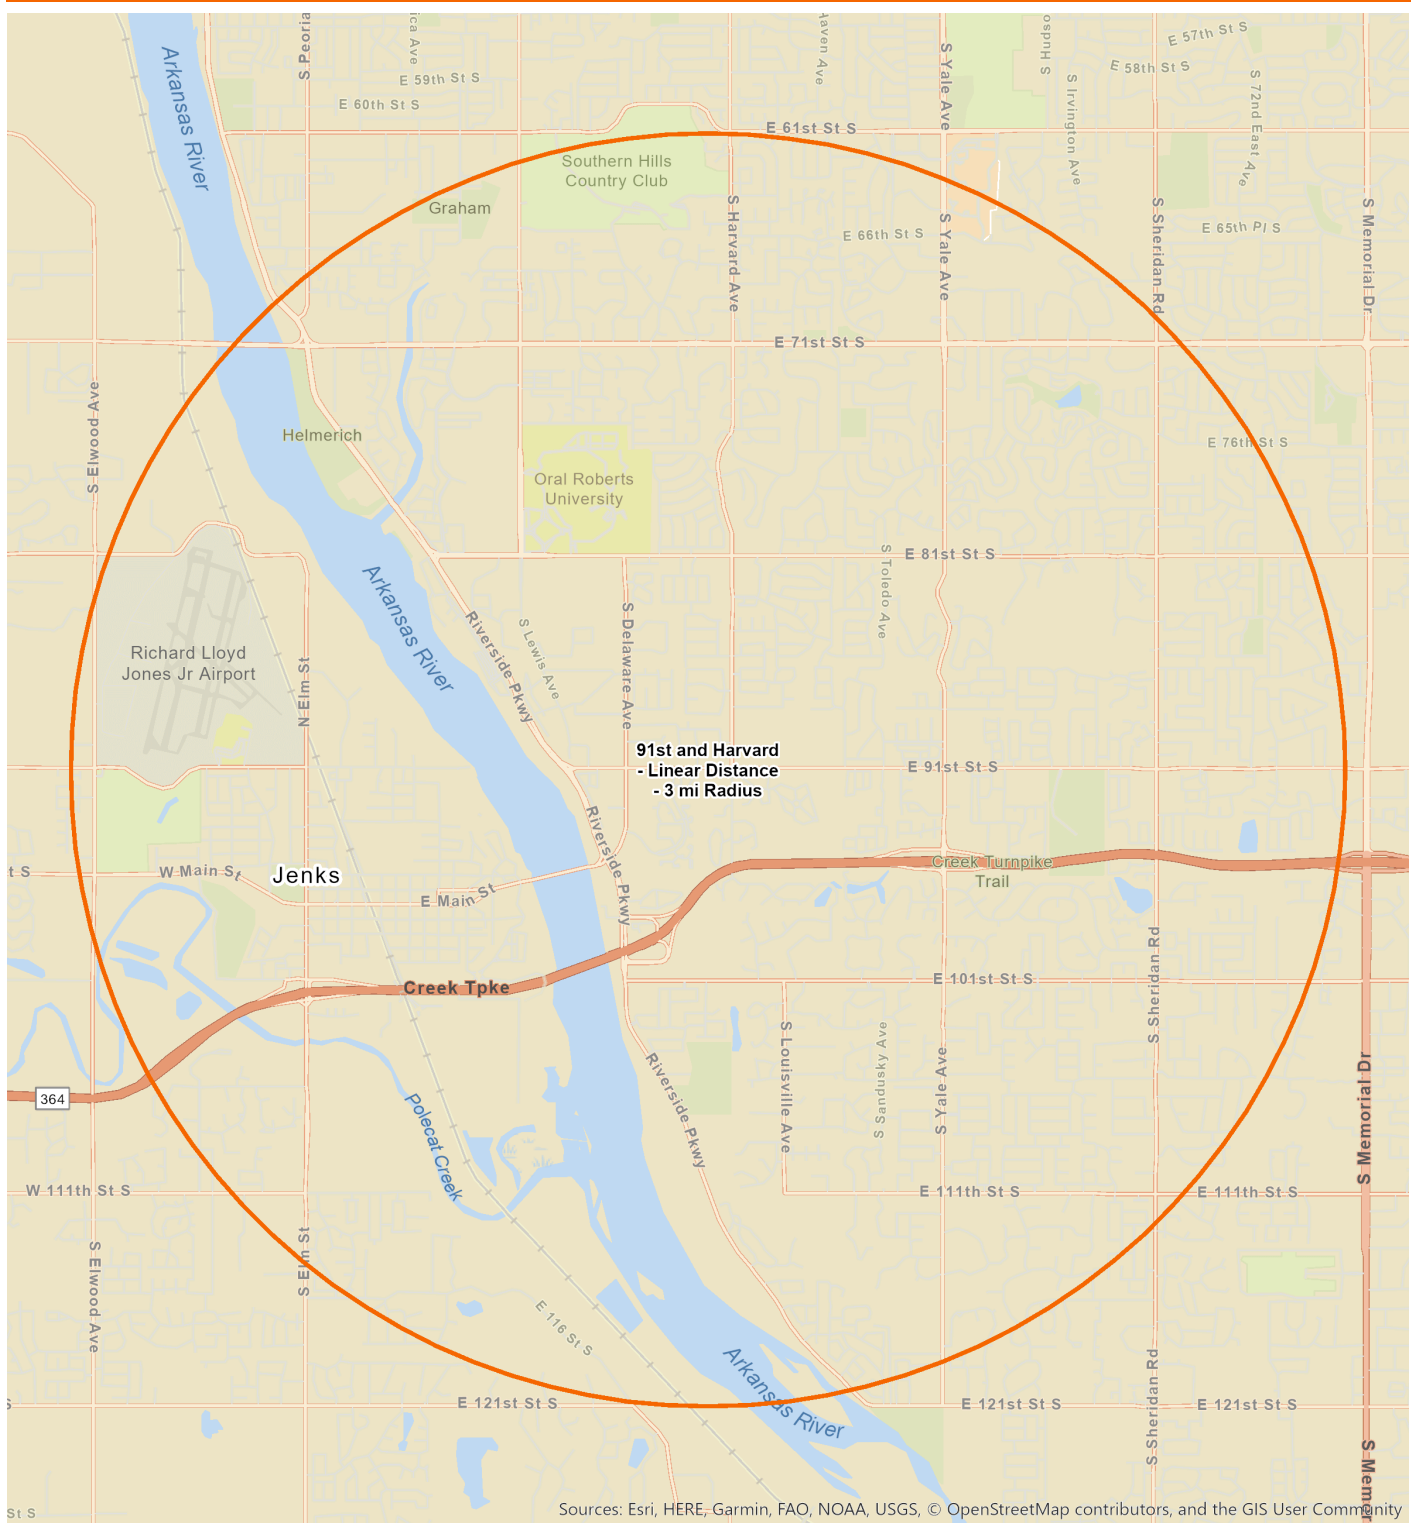 S Peoria
ica Ave
Haven Ave
S Yale Ave
S Hudso
E 57th St S
E 58th St S
E 59th St S
E 60th St S
S Irvington Ave
S 72nd East Ave
Arkansas River
E 61st St S
Southern Hills
Country Club
Graham
S Harvard Ave
E 66th St S
S Yale Ave
S Sheridan Rd
E 65th Pl S
S Memorial Dr
E 71st St S
S Elwood Ave
Helmerich
E 76th St S
Oral Roberts
University
E 81st St S
S Toledo Ave
Arkansas River
Riverside Pkwy
S Lewis Ave
S Delaware Ave
Richard Lloyd
Jones Jr Airport
N Elm St
91st and Harvard
- Linear Distance
- 3 mi Radius
E 91st St S
Riverside Pkwy
t S
W Main St
Jenks
E Main St
Creek Turnpike
Trail
Creek Tpke
E 101st St S
S Sheridan Rd
S Louisville Ave
S Sandusky Ave
S Yale Ave
Riverside Pkwy
S Memorial Dr
364
Polecat Creek
W 111th St S
E 111th St S
E 111th St S
S Elwood Ave
S Elm St
E 116 St S
Arkansas River
S Sheridan Rd
E 121st St S
E 121st St S
E 121st St S
S
S Memor
St S
Sources: Esri, HERE, Garmin, FAO, NOAA, USGS, © OpenStreetMap contributors, and the GIS User Community